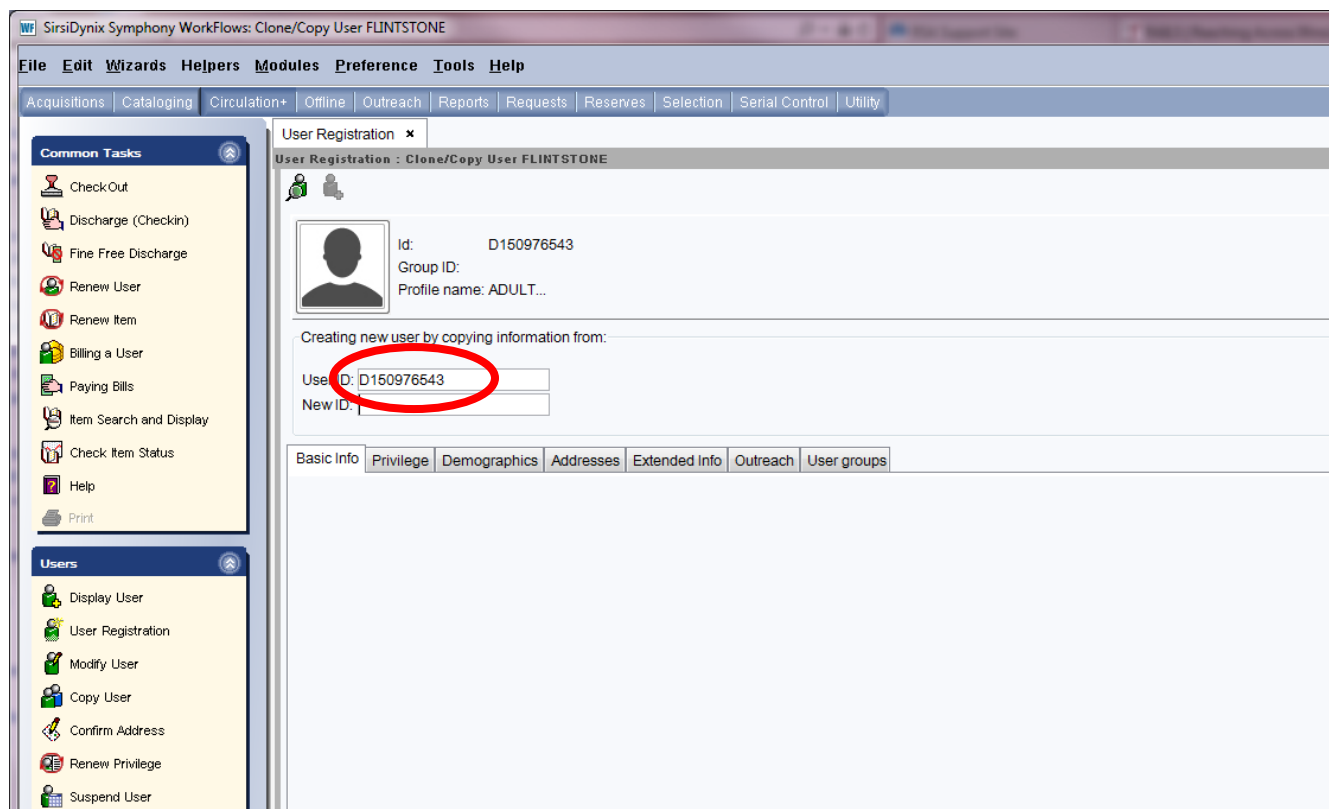 WF SirsiDynix Symphony WorkFlows: Clone/Copy User FLINTSTONE
File Edit Wizards Helpers Modules Preference Tools Help
Acquisitions Cataloging Circulation+ Offline Outreach Reports Requests Reserves Selection Serial Control Utility
Common Tasks
CheckOut
Discharge (Checkin)
Fine Free Discharge
Renew User
Renew Item
Billing a User
Paying Bills
Item Search and Display
Check Item Status
Help
Print
Users
Display User
User Registration
Modify User
Copy User
Confirm Address
Renew Privilege
Suspend User
User Registration ×
User Registration : Clone/Copy User FLINTSTONE
Id: D150976543
Group ID:
Profile name: ADULT...
Creating new user by copying information from:
User ID: D150976543
New ID:
Basic Info Privilege Demographics Addresses Extended Info Outreach User groups